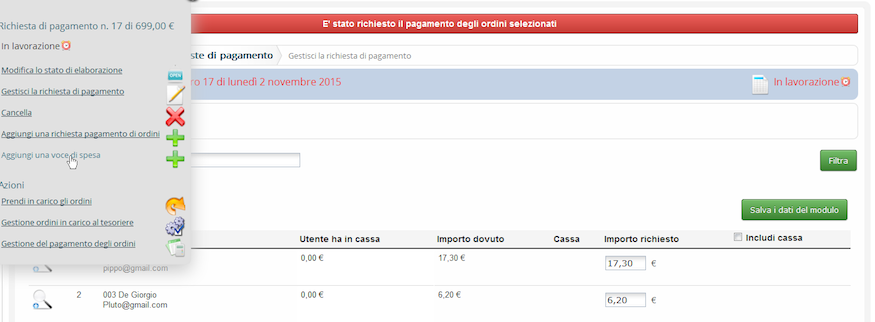 E' stato richiesto il pagamento degli ordini selezionati
Richiesta di pagamento n. 17 di 699,00 €
In lavorazione
Modifica lo stato di elaborazione
OPEN
Gestisci la richiesta di pagamento
Cancella
Aggiungi una richiesta pagamento di ordini
Aggiungi una voce di spesa
Azioni
Prendi in carico gli ordini
Gestione ordini in carico al tesoriere
Gestione del pagamento degli ordini
ste di pagamento
Gestisci la richiesta di pagamento
ro 17 di lunedì 2 novembre 2015
In lavorazione
Filtra
Salva i dati del modulo
Utente ha in cassa Importo dovuto Cassa Importo richiesto Includi cassa
0,00 € 17,30 € 17,30 €
pippo@gmail.com
2 003 De Giorgio 0,00 € 6,20 € 6,20 €
Pluto@gmail.com